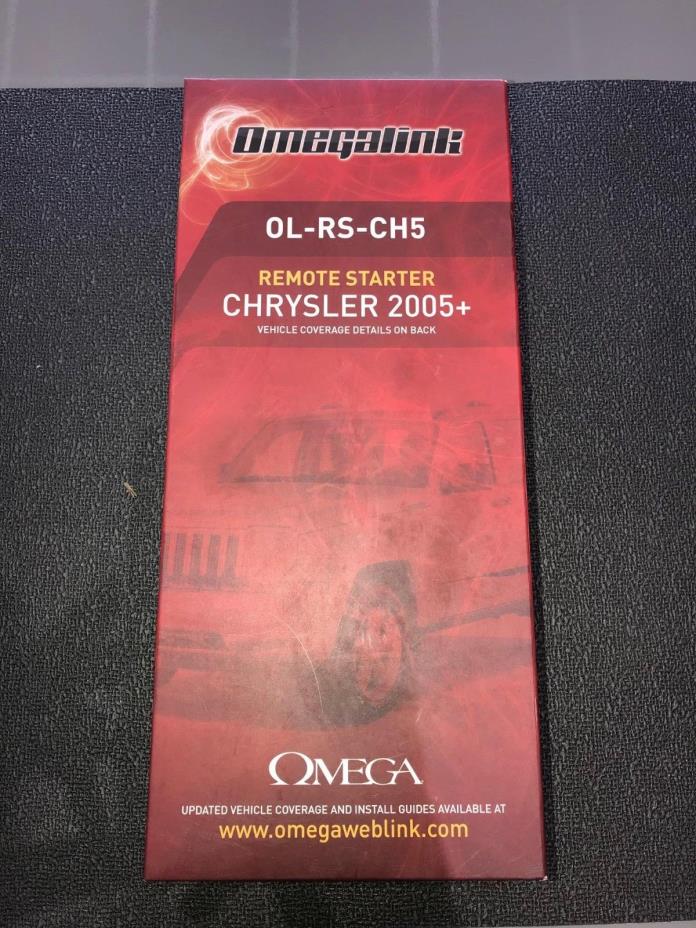 Omegalink
OL-RS-CH5
REMOTE STARTER
CHRYSLER 2005+
VEHICLE COVERAGE DETAILS ON BACK
ΩMEGA
UPDATED VEHICLE COVERAGE AND INSTALL GUIDES AVAILABLE AT
www.omegaweblink.com